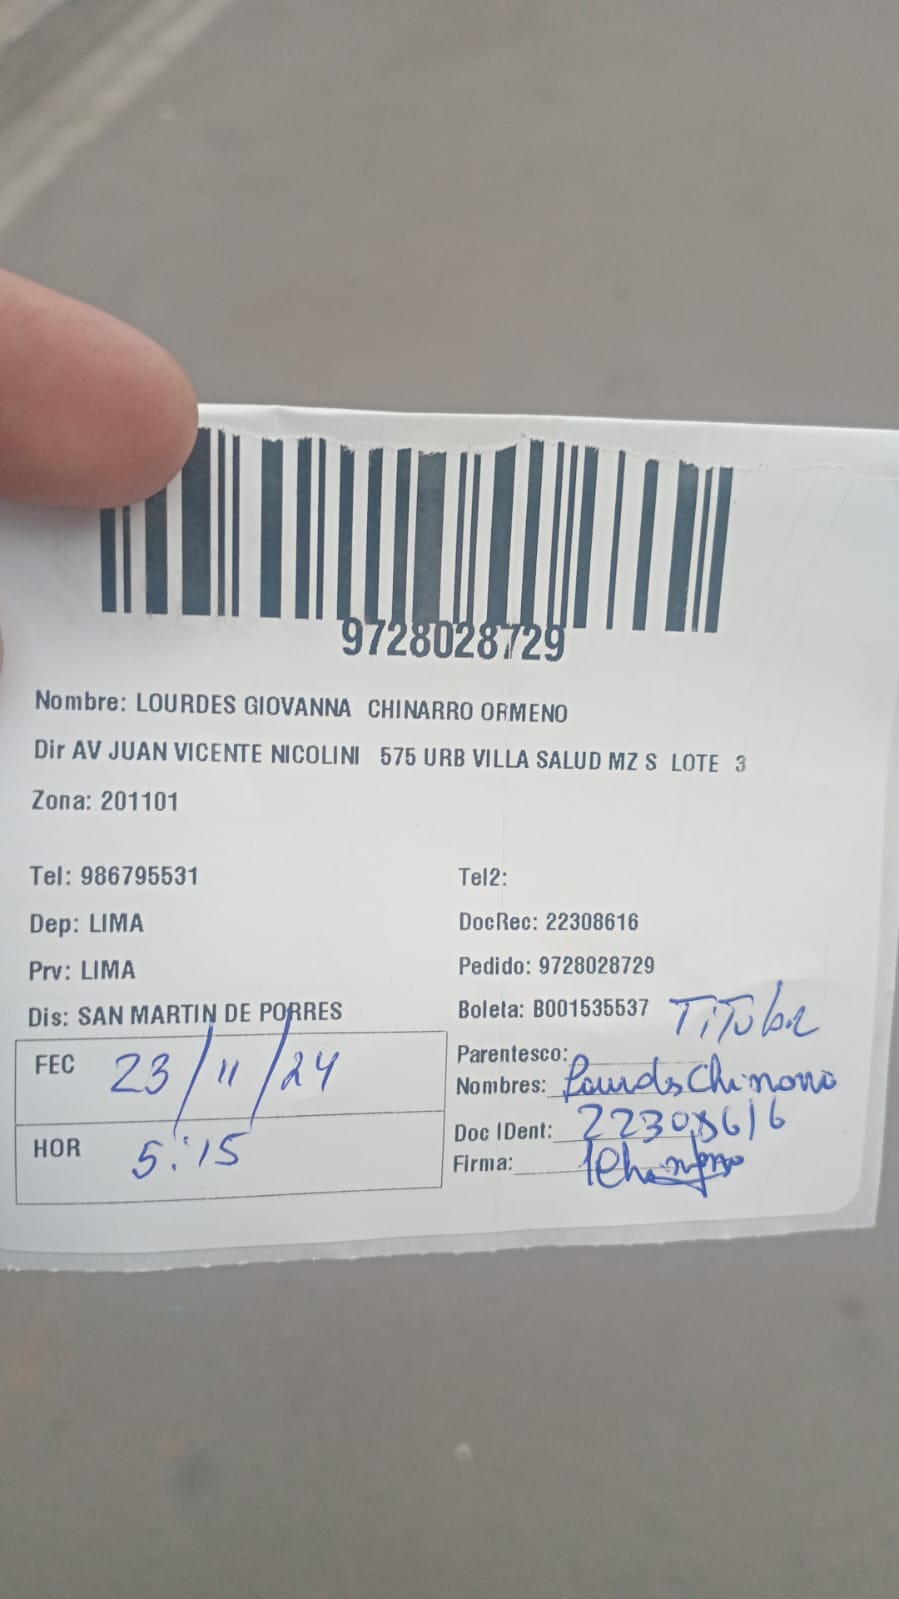 9728028729
Nombre: LOURDES GIOVANNA CHINARRO ORMENO
Dir AV JUAN VICENTE NICOLINI 575 URB VILLA SALUD MZ S LOTE 3
Zona: 201101
Tel: 986795531 Tel2:
Dep: LIMA DocRec: 22308616
Prv: LIMA Pedido: 9728028729
Dis: SAN MARTIN DE PORRES Boleta: B001535537 TiTular
FEC 23/11/24 Parentesco:
Nombres: Lourdes Chinarro
HOR 5:15 Doc IDent: 22308616
Firma: